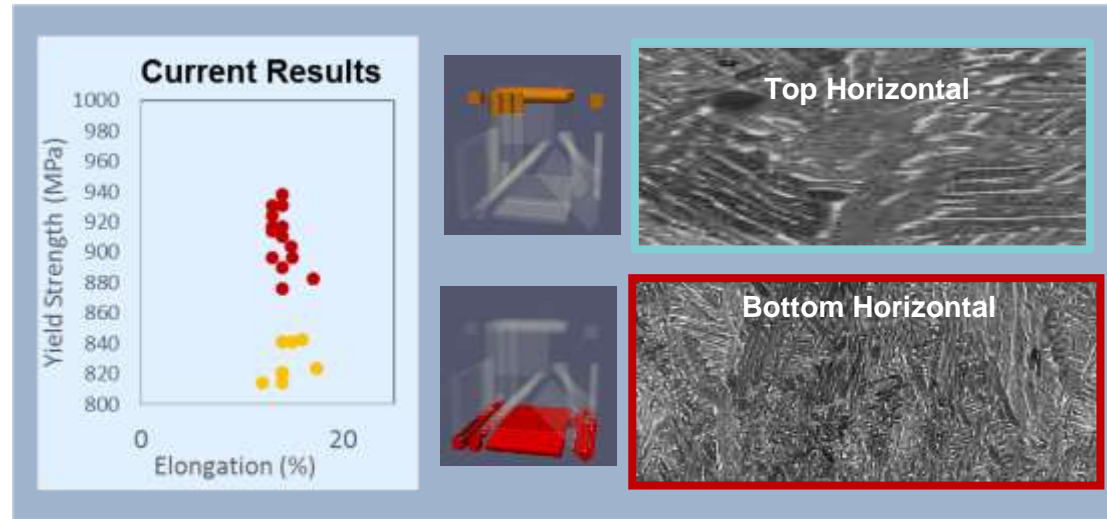 Current Results
1000
980
960
940
920
900
880
860
840
820
800
Yield Strength (MPa)
0
20
Elongation (%)
Top Horizontal
Bottom Horizontal